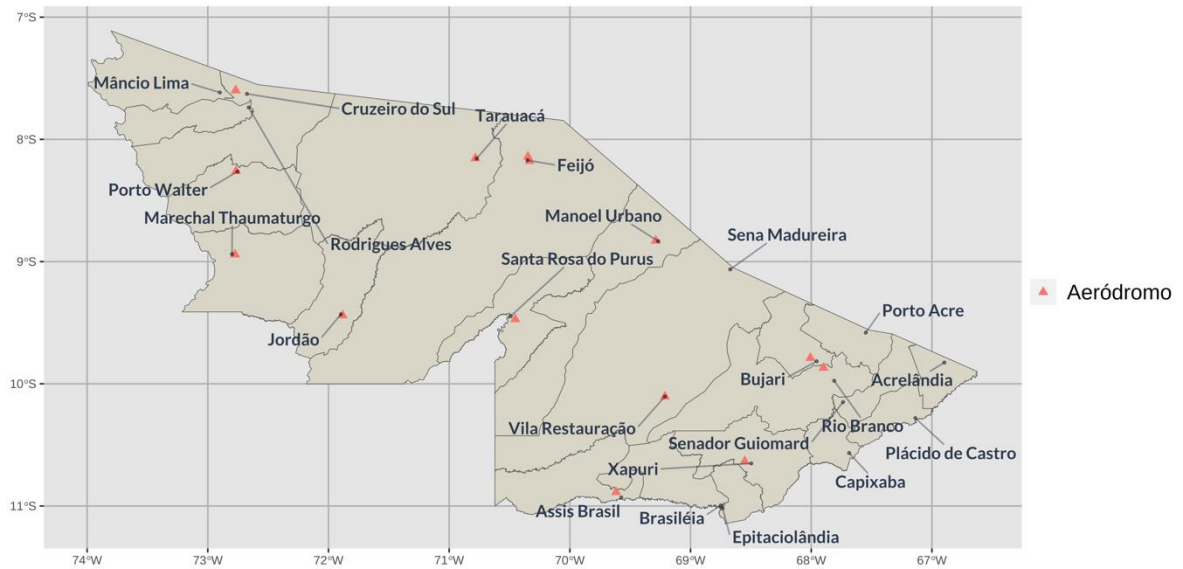 7°S
8°S
9°S
10°S
11°S
Mâncio Lima
Cruzeiro do Sul
Tarauacá
Feijó
Porto Walter
Marechal Thaumaturgo
Rodrigues Alves
Manoel Urbano
Sena Madureira
Santa Rosa do Purus
Jordão
Porto Acre
Bujari
Acrelândia
Vila Restauração
Rio Branco
Senador Guiomard
Plácido de Castro
Xapuri
Capixaba
Assis Brasil
Brasiléia
Epitaciolândia
74°W
73°W
72°W
71°W
70°W
69°W
68°W
67°W
Aeródromo